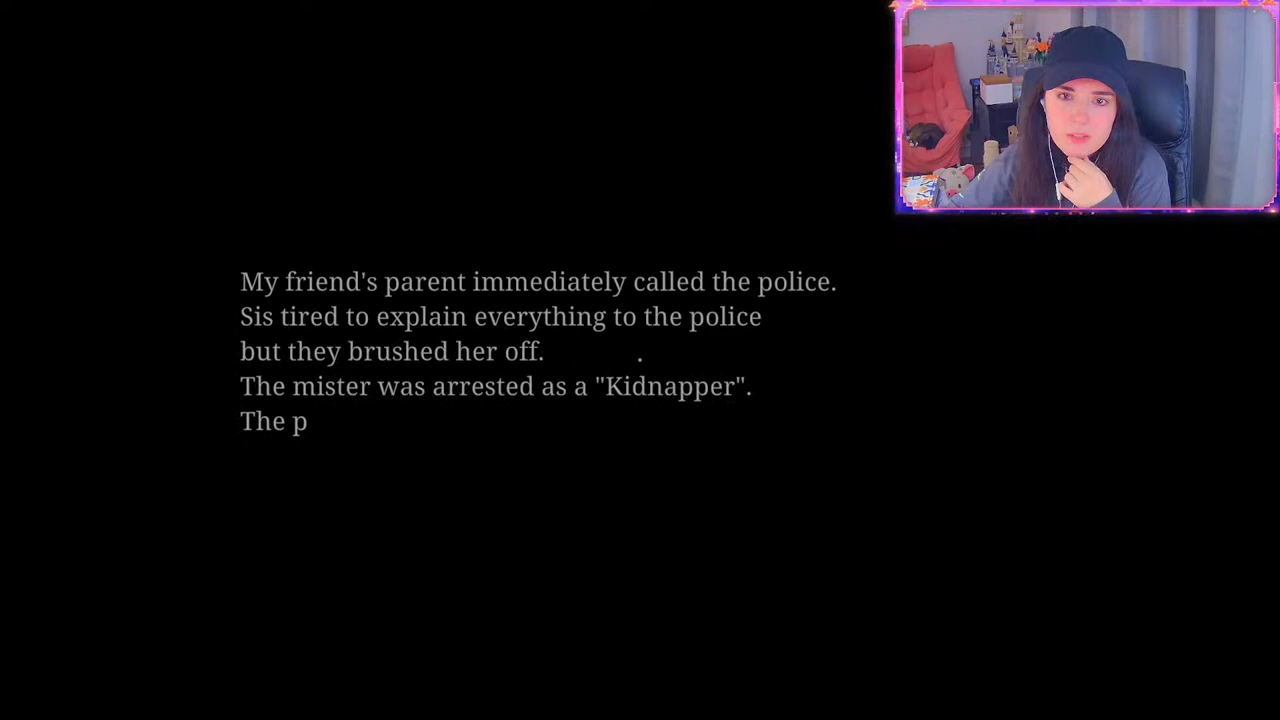 My friend's parent immediately called the police.
Sis tired to explain everything to the police
but they brushed her off.            .
The mister was arrested as a "Kidnapper".
The p